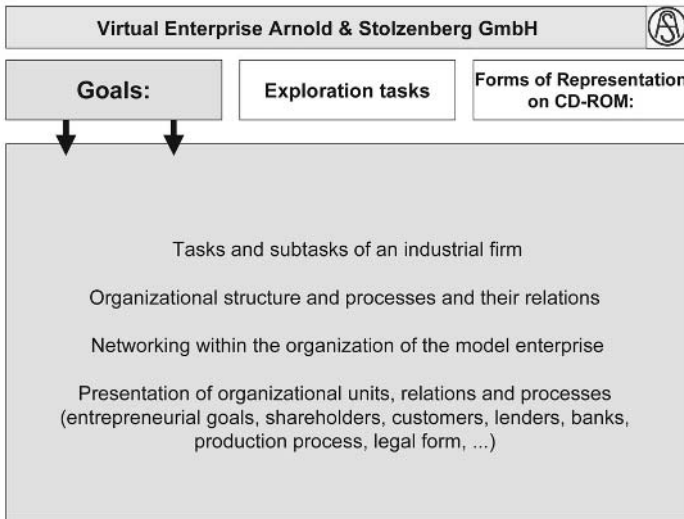 Virtual Enterprise Arnold & Stolzenberg GmbH
AS
Goals:
Exploration tasks
Forms of Representation
on CD-ROM:
Tasks and subtasks of an industrial firm
Organizational structure and processes and their relations
Networking within the organization of the model enterprise
Presentation of organizational units, relations and processes
(entrepreneurial goals, shareholders, customers, lenders, banks,
production process, legal form, ...)